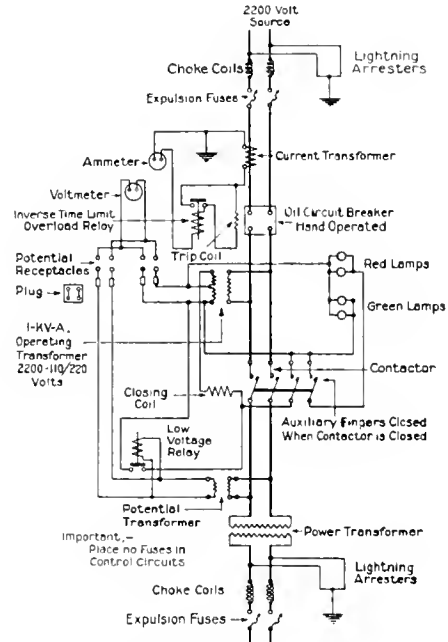 2200 Volt
Source
Choke Coils
Lightning
Arresters
Expulsion Fuses
Ammeter
Current Transformer
Voltmeter
Inverse Time Limit
Overload Relay
Oil Circuit Breaker
Hand Operated
Trip Coil
Potential
Receptacles
Red Lamps
Plug
Green Lamps
1-KV-A.
Operating
Transformer
2200-110/220
Volts
Contactor
Closing
Coil
Auxiliary Fingers Closed
When Contactor is Closed
Low
Voltage
Relay
Potential
Transformer
Power Transformer
Important,-
Place no Fuses in
Control Circuits
Lightning
Arresters
Choke Coils
Expulsion Fuses